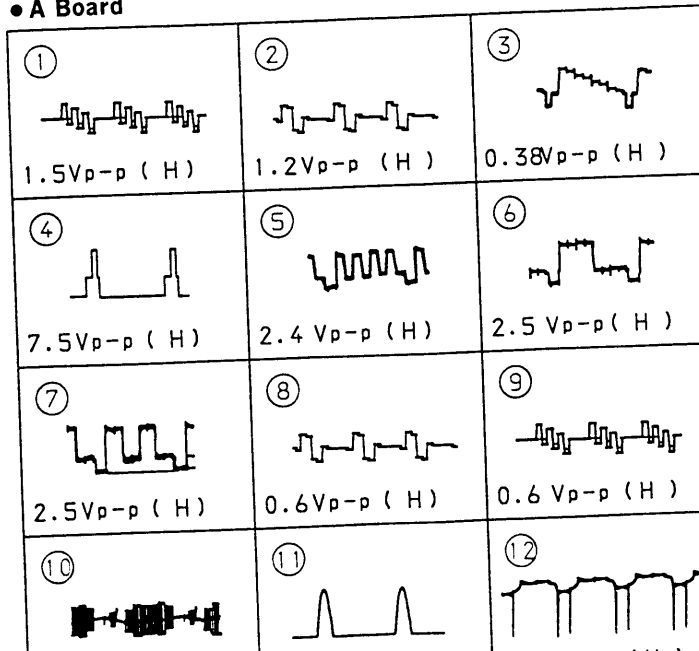 ● A Board
① ② ③
1.5Vp-p ( H ) 1.2Vp-p ( H ) 0.38Vp-p ( H )
④ ⑤ ⑥
7.5Vp-p ( H ) 2.4 Vp-p ( H ) 2.5 Vp-p ( H )
⑦ ⑧ ⑨
2.5Vp-p ( H ) 0.6Vp-p ( H ) 0.6 Vp-p ( H )
⑩ ⑪ ⑫